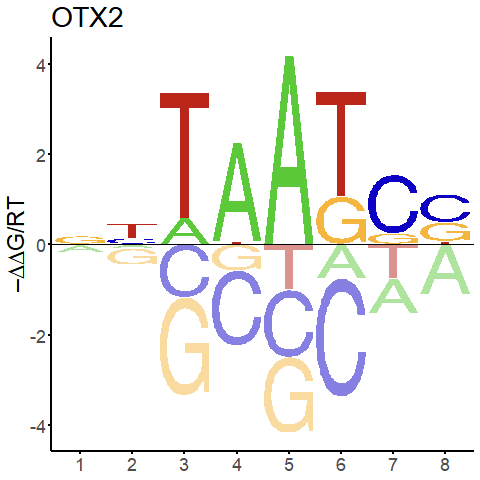 OTX2
−ΔΔG/RT
4
2
0
-2
-4
G T T A T C C
A A A G G G
A G C G T A T A
G C C C A
G
1 2 3 4 5 6 7 8